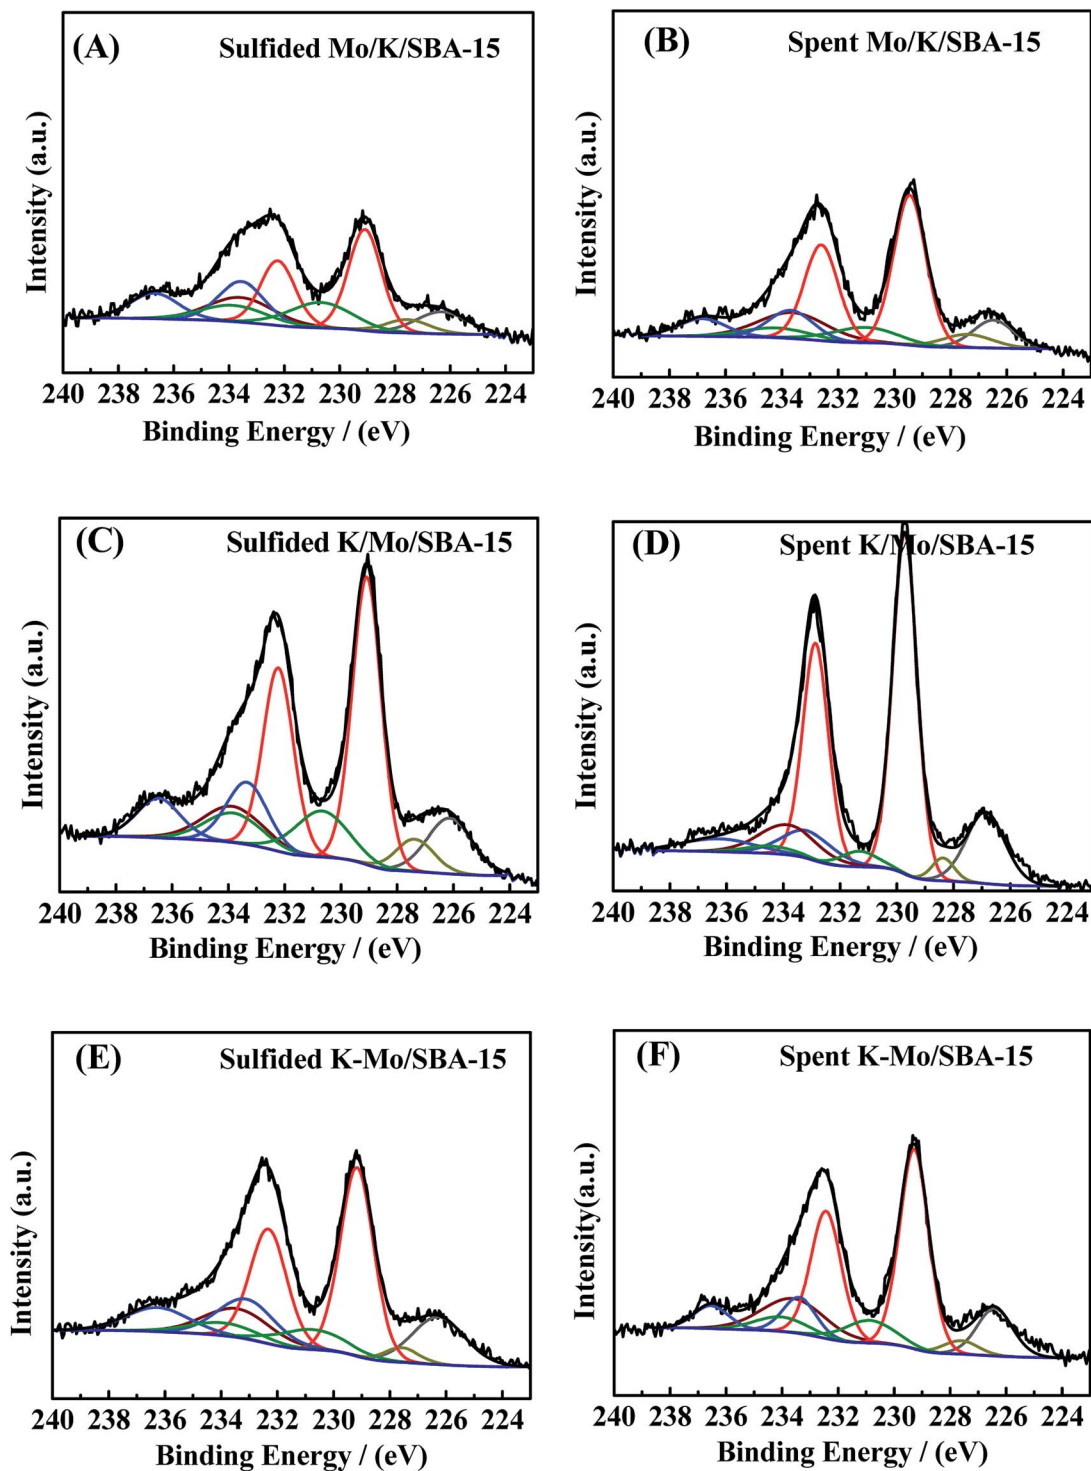 (A) Sulfided Mo/K/SBA-15
Intensity (a.u.)
240 238 236 234 232 230 228 226 224
Binding Energy / (eV)
(B) Spent Mo/K/SBA-15
Intensity (a.u.)
240 238 236 234 232 230 228 226 224
Binding Energy / (eV)
(C) Sulfided K/Mo/SBA-15
Intensity (a.u.)
240 238 236 234 232 230 228 226 224
Binding Energy / (eV)
(D) Spent K/Mo/SBA-15
Intensity (a.u.)
240 238 236 234 232 230 228 226 224
Binding Energy / (eV)
(E) Sulfided K-Mo/SBA-15
Intensity (a.u.)
240 238 236 234 232 230 228 226 224
Binding Energy / (eV)
(F) Spent K-Mo/SBA-15
Intensity(a.u.)
240 238 236 234 232 230 228 226 224
Binding Energy / (eV)